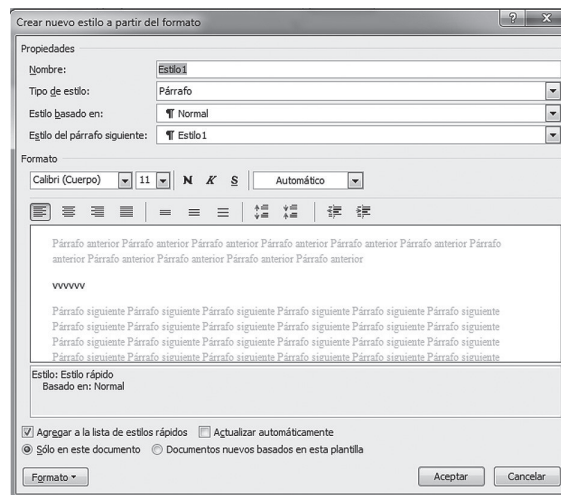 Crear nuevo estilo a partir del formato
Propiedades
Nombre: Estilo1
Tipo de estilo: Párrafo
Estilo basado en: ¶ Normal
Estilo del párrafo siguiente: ¶ Estilo1
Formato
Calibri (Cuerpo) 11 N K S Automático
Párrafo anterior Párrafo anterior Párrafo anterior Párrafo anterior Párrafo anterior Párrafo anterior Párrafo
anterior Párrafo anterior Párrafo anterior Párrafo anterior Párrafo anterior
vvvvvv
Párrafo siguiente Párrafo siguiente Párrafo siguiente Párrafo siguiente Párrafo siguiente Párrafo siguiente
Párrafo siguiente Párrafo siguiente Párrafo siguiente Párrafo siguiente Párrafo siguiente Párrafo siguiente
Párrafo siguiente Párrafo siguiente Párrafo siguiente Párrafo siguiente Párrafo siguiente Párrafo siguiente
Párrafo siguiente Párrafo siguiente Párrafo siguiente Párrafo siguiente Párrafo siguiente Párrafo siguiente
Estilo: Estilo rápido
Basado en: Normal
Agregar a la lista de estilos rápidos Actualizar automáticamente
Sólo en este documento Documentos nuevos basados en esta plantilla
Formato Aceptar Cancelar